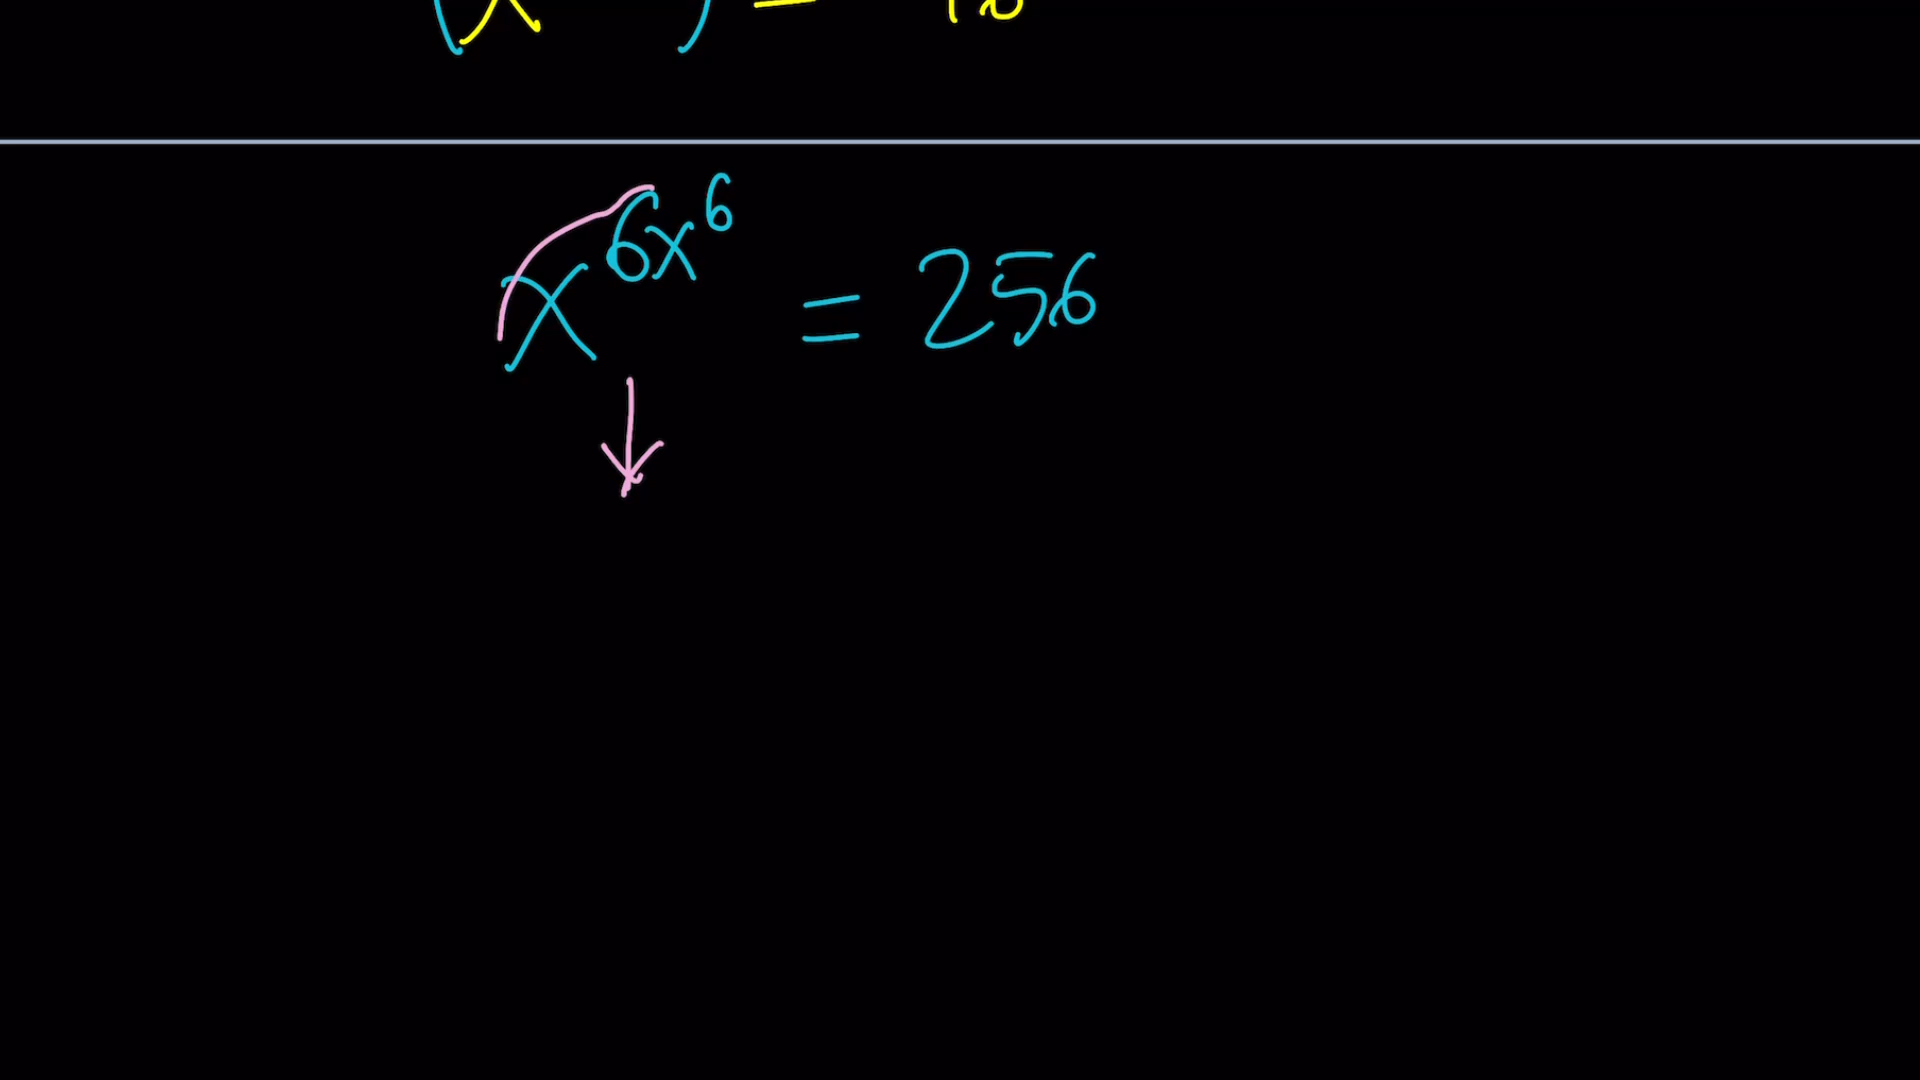 (x ) =
x^{6x^6} = 256